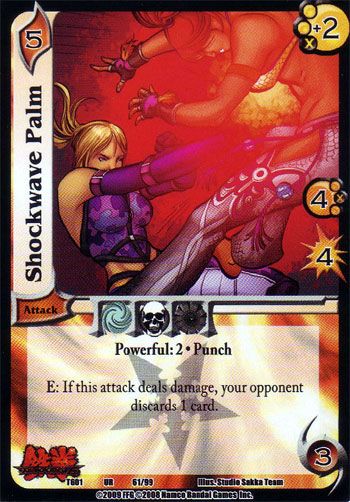 5
+2
Shockwave Palm
4
4
Attack
Powerful: 2 • Punch
E: If this attack deals damage, your opponent
discards 1 card.
3
T601 UR 61/99 Illus. Studio Sakka Team
©2009 FFG ©2008 Namco Bandai Games Inc.